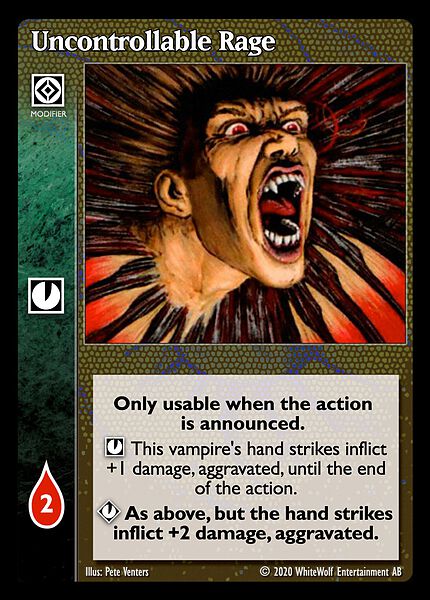 Uncontrollable Rage
MODIFIER
Only usable when the action
is announced.
This vampire's hand strikes inflict
+1 damage, aggravated, until the end
of the action.
As above, but the hand strikes
inflict +2 damage, aggravated.
2
Illus: Pete Venters
© 2020 WhiteWolf Entertainment AB